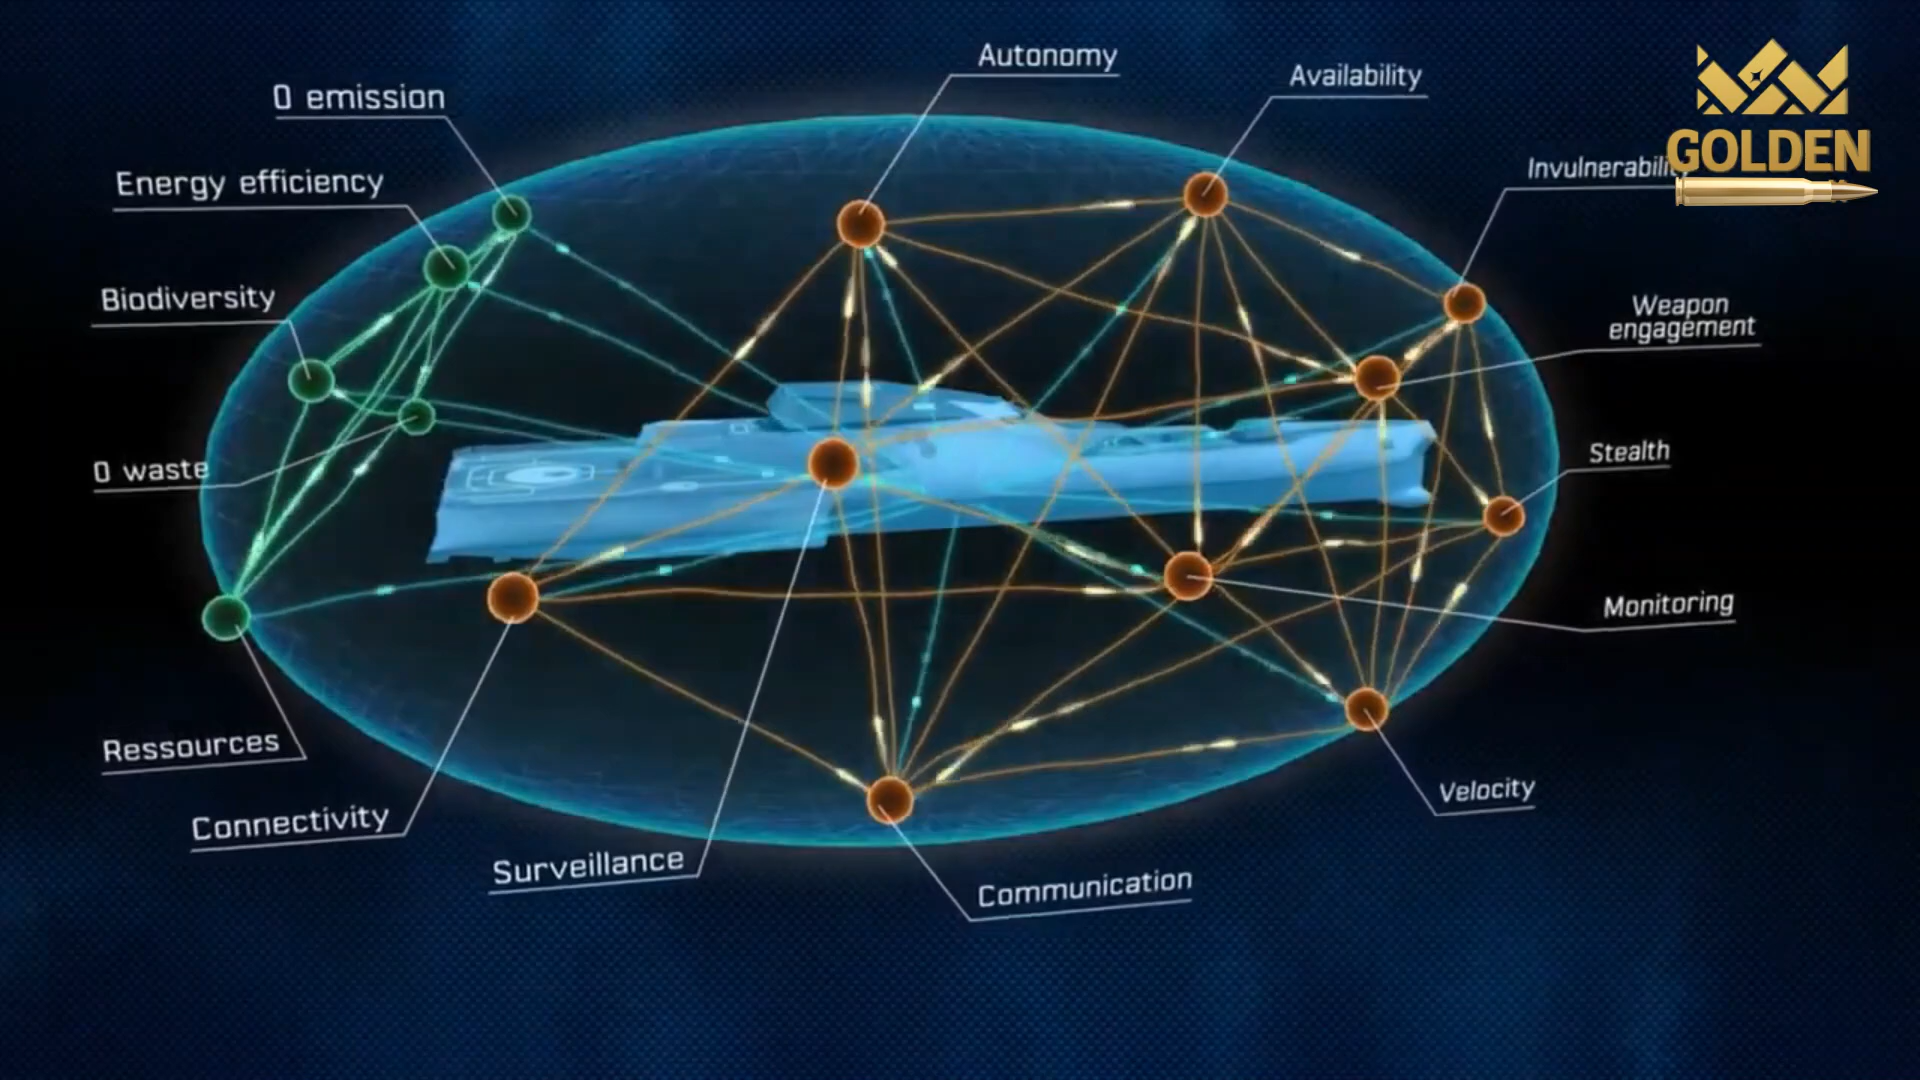 Autonomy
Availability
0 emission
GOLDEN
Invulnerability
Energy efficiency
Biodiversity
Weapon
engagement
Stealth
0 waste
Monitoring
Ressources
Velocity
Connectivity
Surveillance
Communication